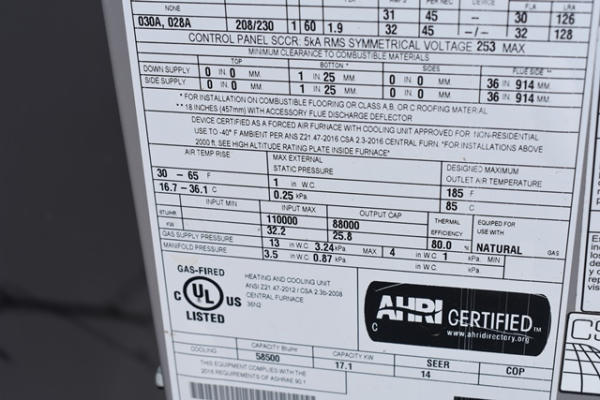 NONE 31 45 DEVICE 30 126
030A, 028A 208/230 1 60 1.9 32 45 --/-- 32 128
CONTROL PANEL SCCR: 5kA RMS SYMMETRICAL VOLTAGE 253 MAX
MINIMUM CLEARANCE TO COMBUSTIBLE MATERIALS
TOP BOTTOM * SIDES FLUE SIDE **
DOWN SUPPLY 0 IN 0 MM. 1 IN 25 MM. 0 IN 0 MM. 36 IN 914 MM.
SIDE SUPPLY 0 IN 0 MM. 1 IN 25 MM. 0 IN 0 MM. 36 IN 914 MM.
* FOR INSTALLATION ON COMBUSTIBLE FLOORING OR CLASS A,B, OR C ROOFING MATERIAL
** 18 INCHES (457mm) WITH ACCESSORY FLUE DISCHARGE DEFLECTOR
DEVICE CERTIFIED AS A FORCED AIR FURNACE WITH COOLING UNIT APPROVED FOR NON-RESIDENTIAL
USE TO -40° F AMBIENT PER ANS Z21.47-2016 CSA 2.3-2016 CENTRAL FURN *FOR INSTALLATIONS ABOVE
2000 ft, SEE HIGH ALTITUDE RATING PLATE INSIDE FURNACE*
AIR TEMP RISE MAX EXTERNAL STATIC PRESSURE DESIGNED MAXIMUM OUTLET AIR TEMPERATURE
30 - 65 F 1 in W.C. 185 F
16.7 - 36.1 C 0.25 kPa 85 C
INPUT MIN INPUT MAX OUTPUT CAP THERMAL EFFICIENCY EQUIPED FOR USE WITH
BTU/HR 110000 88000
KW 32.2 25.8 80.0 % NATURAL GAS
GAS SUPPLY PRESSURE 13 in W.C. 3.24 kPa. MAX 4 in W.C. 1 kPa. MIN
MANIFOLD PRESSURE 3.5 in W.C. 0.87 kPa.
GAS-FIRED
C UL US
LISTED
HEATING AND COOLING UNIT
ANSI Z21.47-2012 / CSA 2.3b-2008
CENTRAL FURNACE
36N2
C AHRI CERTIFIED TM
www.ahridirectory.org
COOLING CAPACITY Btu/H CAPACITY KW SEER COP
58500 17.1 14
THIS EQUIPMENT COMPLIES WITH THE
2016 REQUIREMENTS OF ASHRAE 90.1